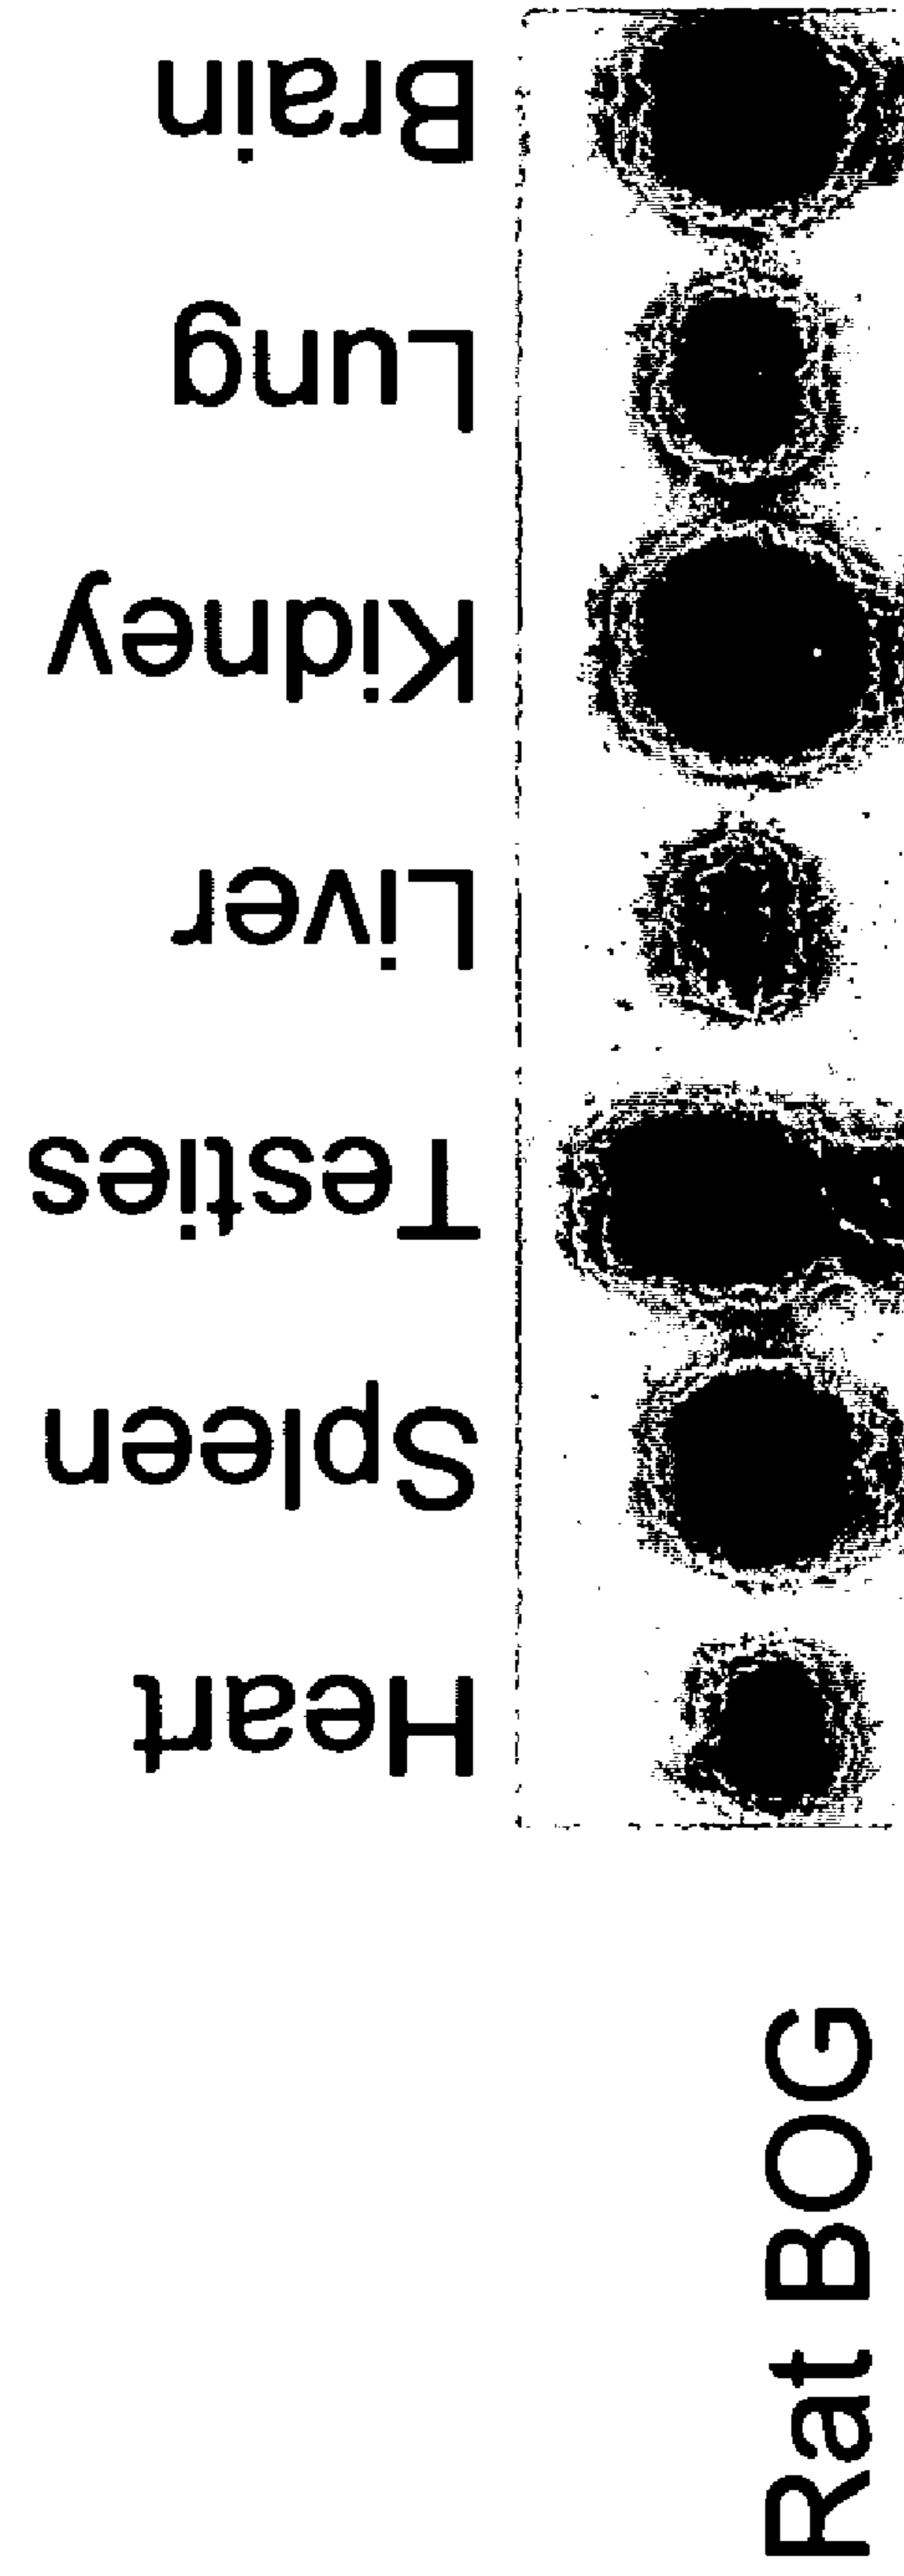 Heart
Spleen
Testies
Liver
Kidney
Lung
Brain
Rat BOG